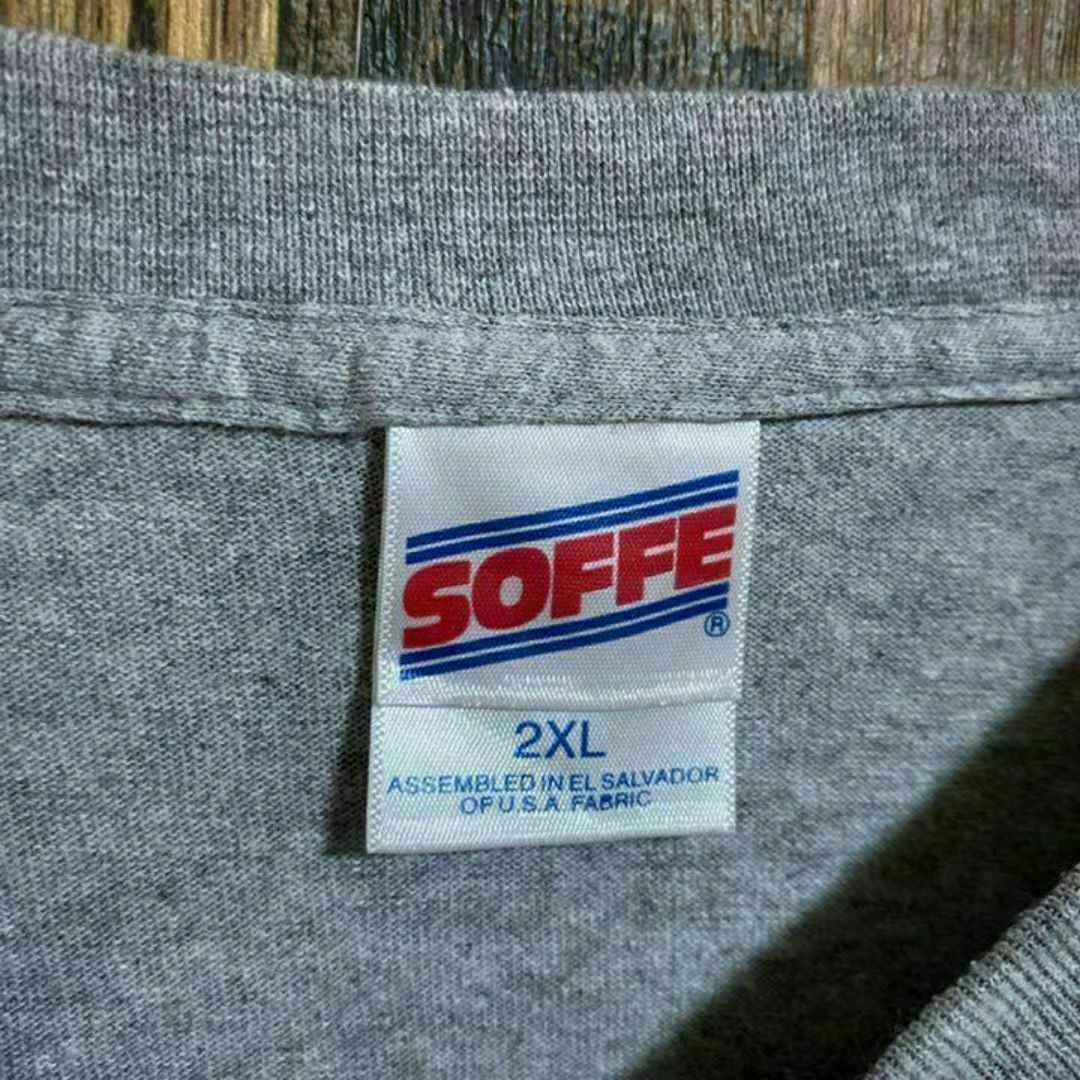 SOFFE
®
2XL
ASSEMBLED IN EL SALVADOR
OF U.S.A. FABRIC